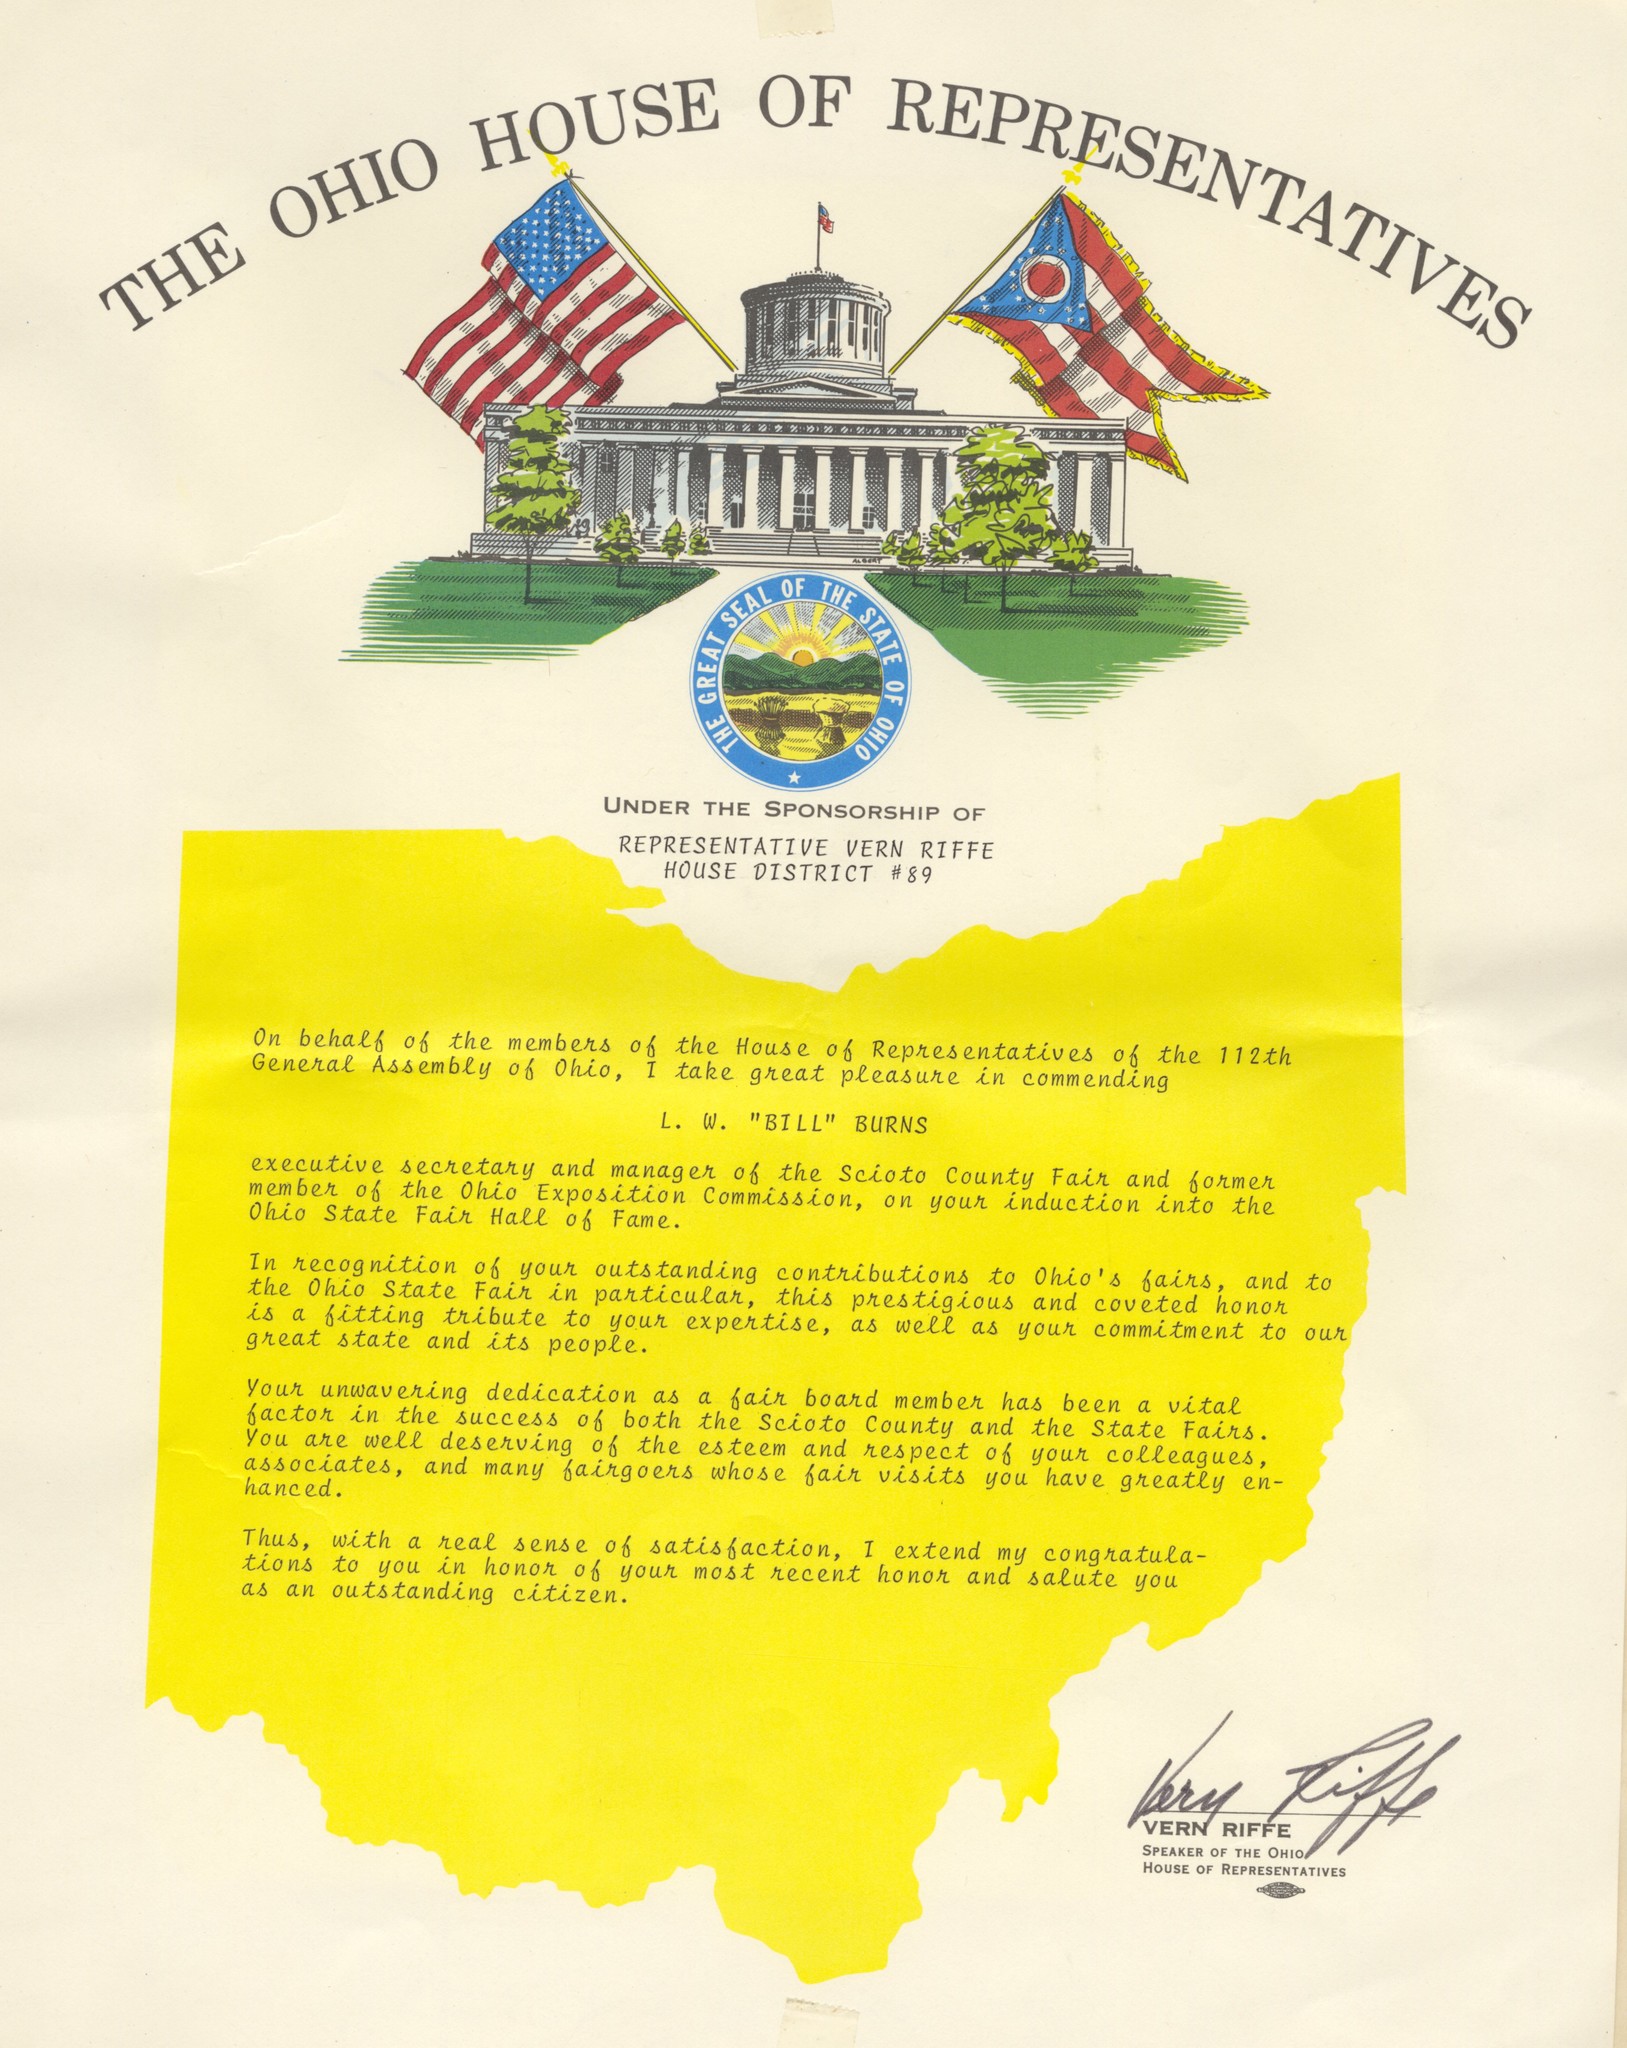 THE OHIO HOUSE OF REPRESENTATIVES
ALBERT
THE GREAT SEAL OF THE STATE OF OHIO
UNDER THE SPONSORSHIP OF
REPRESENTATIVE VERN RIFFE
HOUSE DISTRICT #89
On behalf of the members of the House of Representatives of the 112th
General Assembly of Ohio, I take great pleasure in commending
L. W. "BILL" BURNS
executive secretary and manager of the Scioto County Fair and former
member of the Ohio Exposition Commission, on your induction into the
Ohio State Fair Hall of Fame.
In recognition of your outstanding contributions to Ohio's fairs, and to
the Ohio State Fair in particular, this prestigious and coveted honor
is a fitting tribute to your expertise, as well as your commitment to our
great state and its people.
Your unwavering dedication as a fair board member has been a vital
factor in the success of both the Scioto County and the State Fairs.
You are well deserving of the esteem and respect of your colleagues,
associates, and many fairgoers whose fair visits you have greatly en-
hanced.
Thus, with a real sense of satisfaction, I extend my congratula-
tions to you in honor of your most recent honor and salute you
as an outstanding citizen.
Vern Riffe
VERN RIFFE
SPEAKER OF THE OHIO
HOUSE OF REPRESENTATIVES